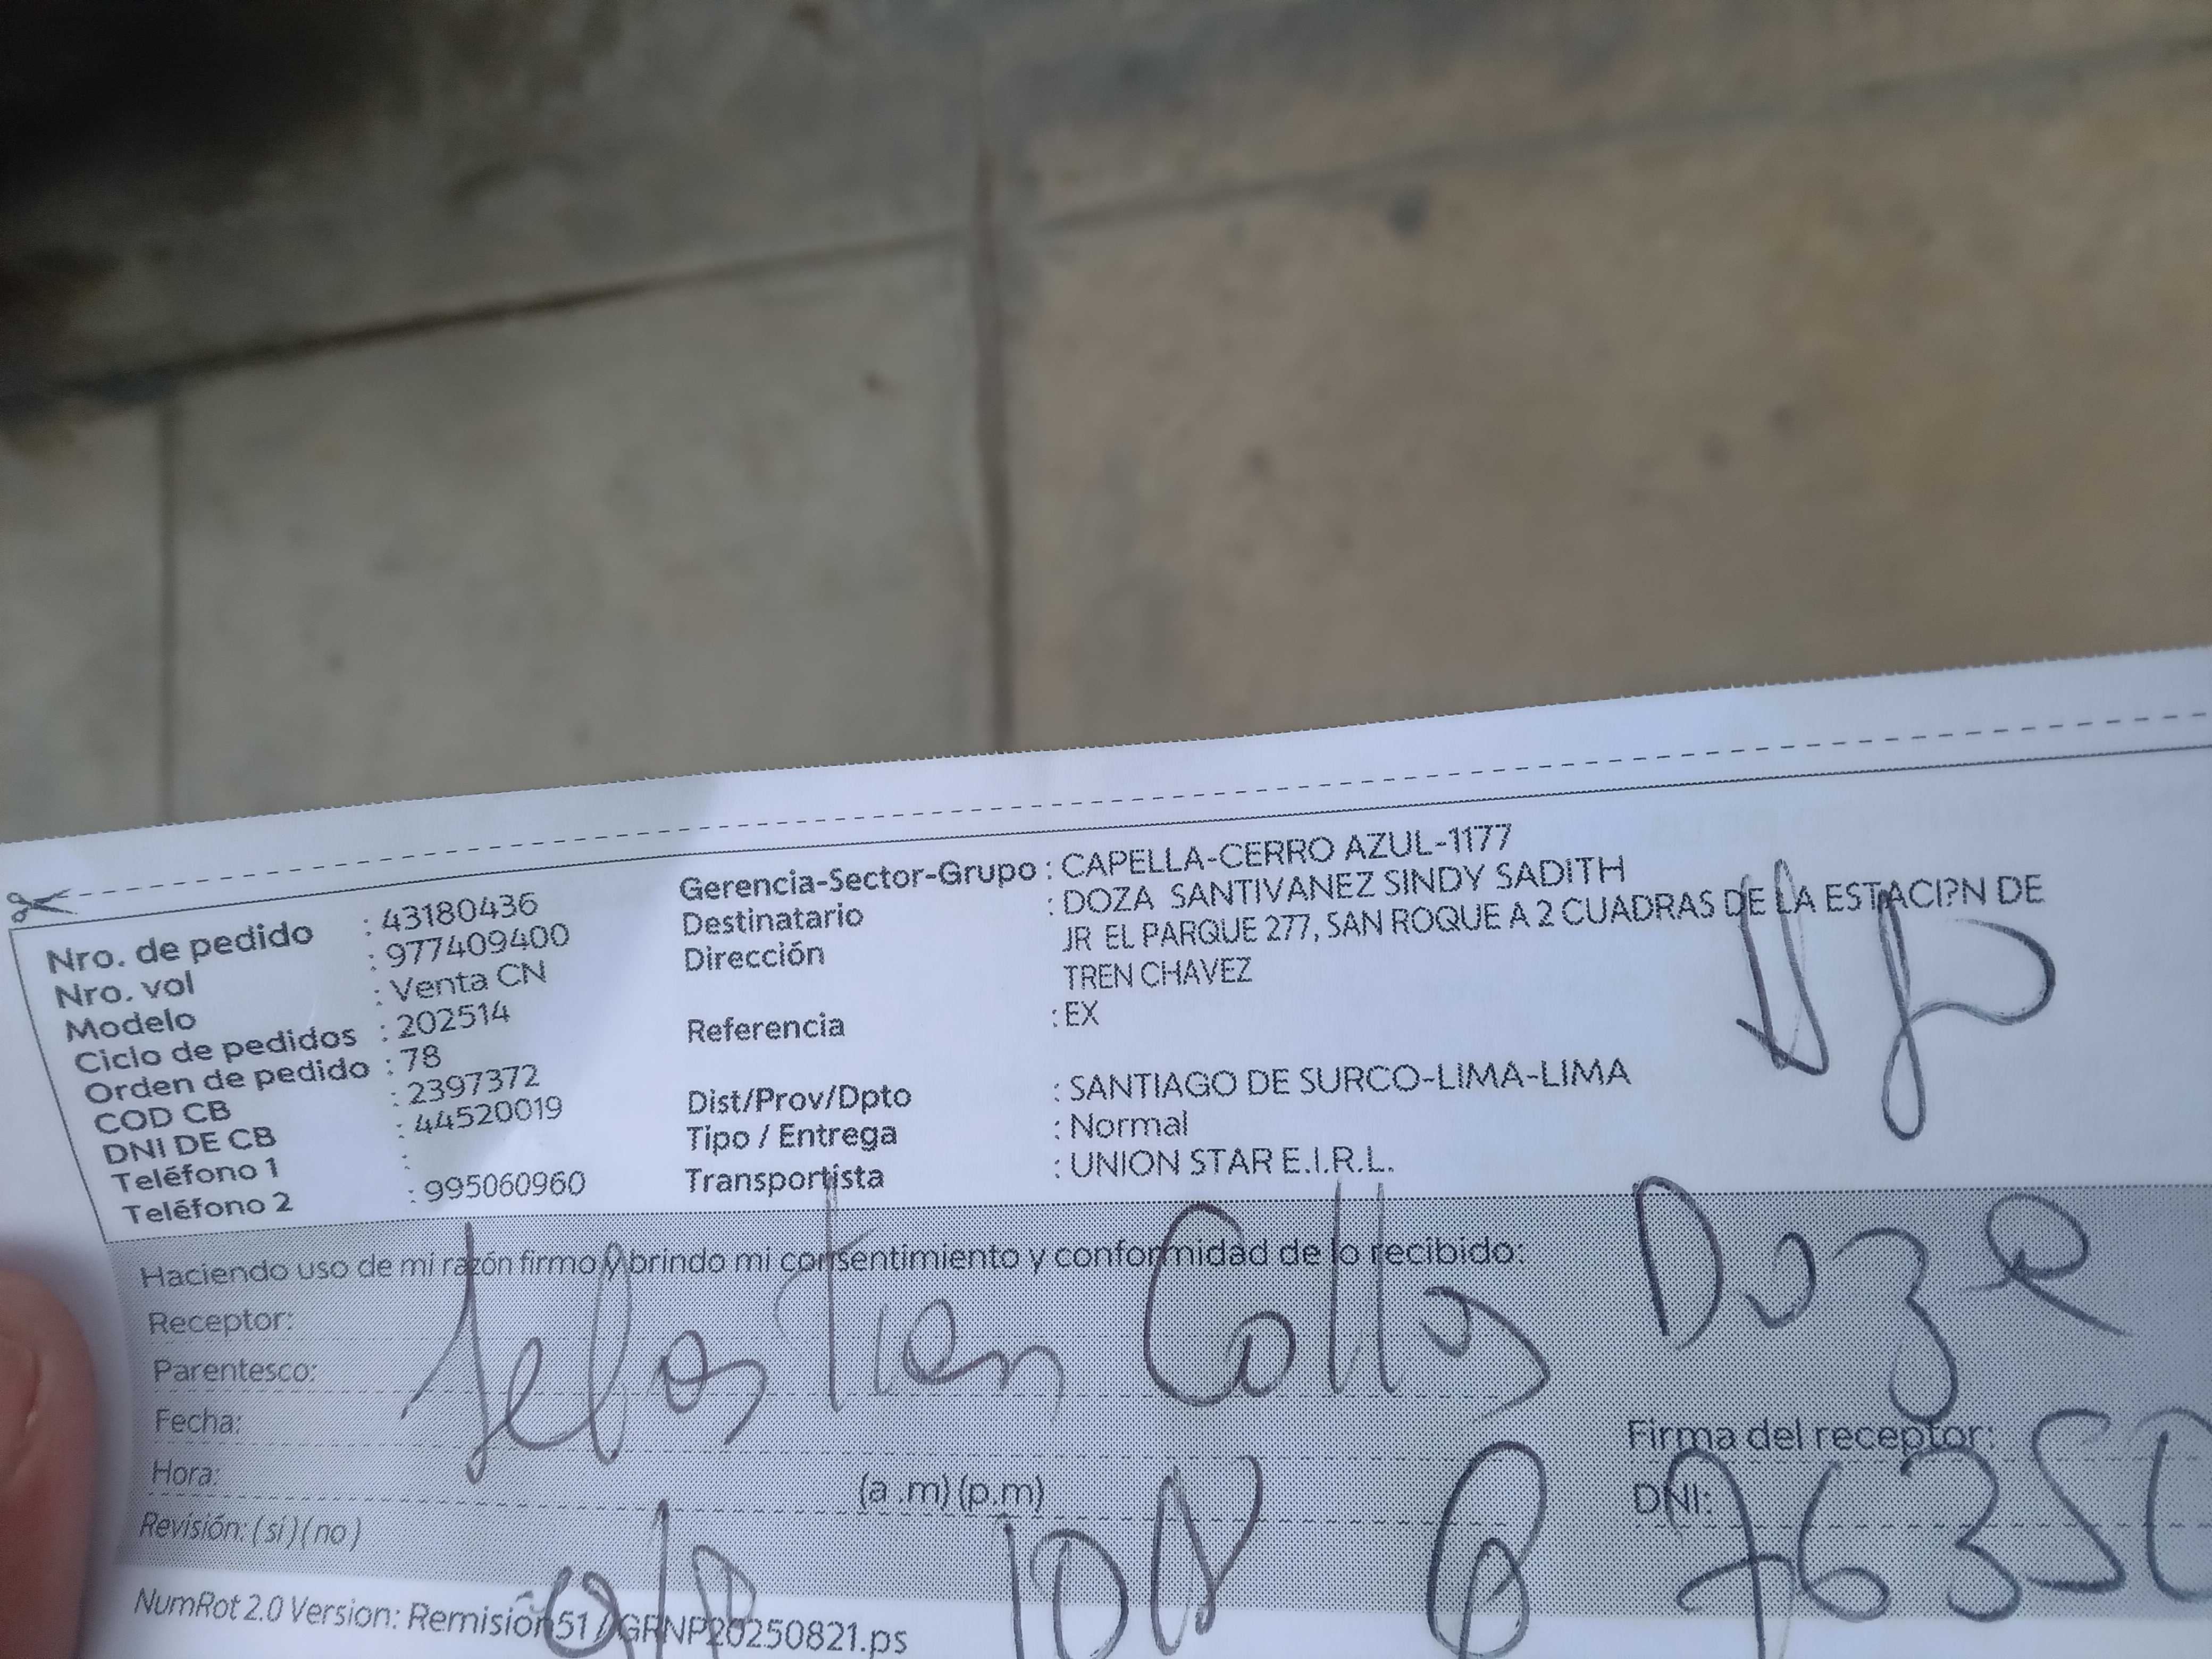 Nro. de pedido : 43180436
Nro. vol : 977409400
Modelo : Venta CN
Ciclo de pedidos : 202514
Orden de pedido : 78
COD CB : 2397372
DNI DE CB : 44520019
Teléfono 1 :
Teléfono 2 : 995060960
Gerencia-Sector-Grupo : CAPELLA-CERRO AZUL-1177
Destinatario : DOZA SANTIVANEZ SINDY SADITH
Dirección JR EL PARQUE 277, SAN ROQUE A 2 CUADRAS DE LA ESTACI?N DE
TREN CHAVEZ
Referencia : EX
Dist/Prov/Dpto : SANTIAGO DE SURCO-LIMA-LIMA
Tipo / Entrega : Normal
Transportista : UNION STAR E.I.R.L.
Haciendo uso de mi razón firmo y brindo mi consentimiento y conformidad de lo recibido:
Receptor:
Sebastian Collos Doza
Parentesco:
Fecha:
Hora: (a .m) (p.m)
Revisión: (si) (no)
Firma del receptor:
DNI: 7635
NumRot 2.0 Version: Remisión51 / GRNP20250821.ps